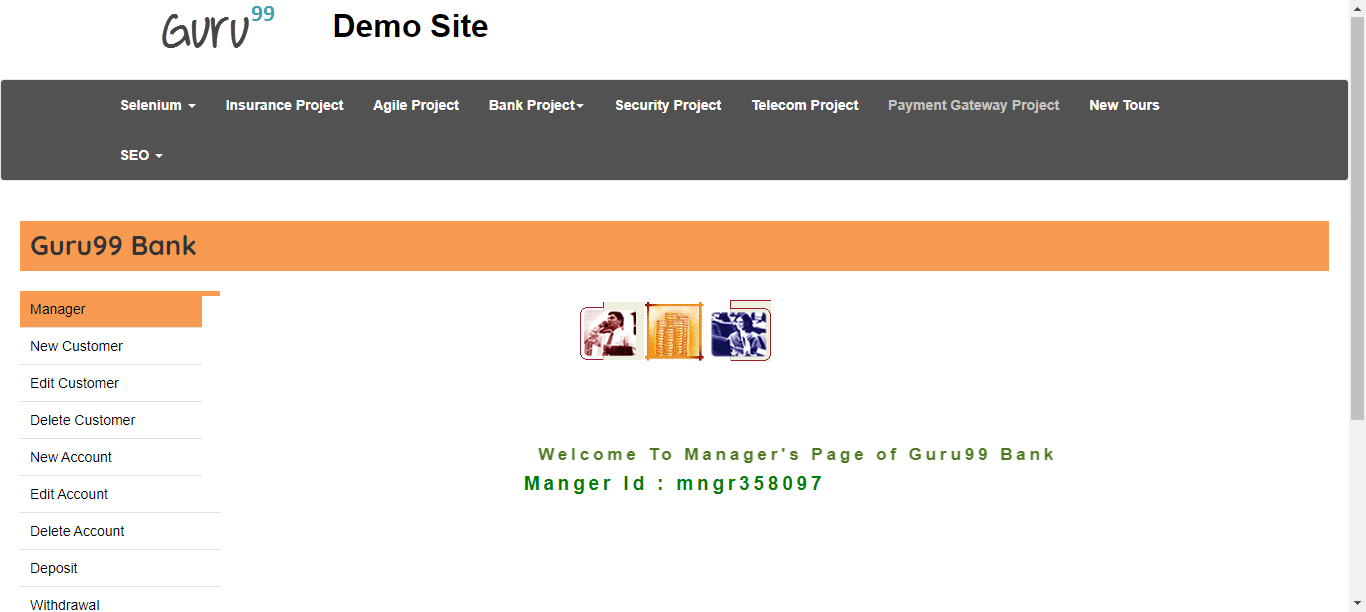 Guru99
Demo Site
Selenium
Insurance Project
Agile Project
Bank Project
Security Project
Telecom Project
Payment Gateway Project
New Tours
SEO
Guru99 Bank
Manager
New Customer
Edit Customer
Delete Customer
New Account
Edit Account
Delete Account
Deposit
Withdrawal
Welcome To Manager's Page of Guru99 Bank
Manger Id : mngr358097